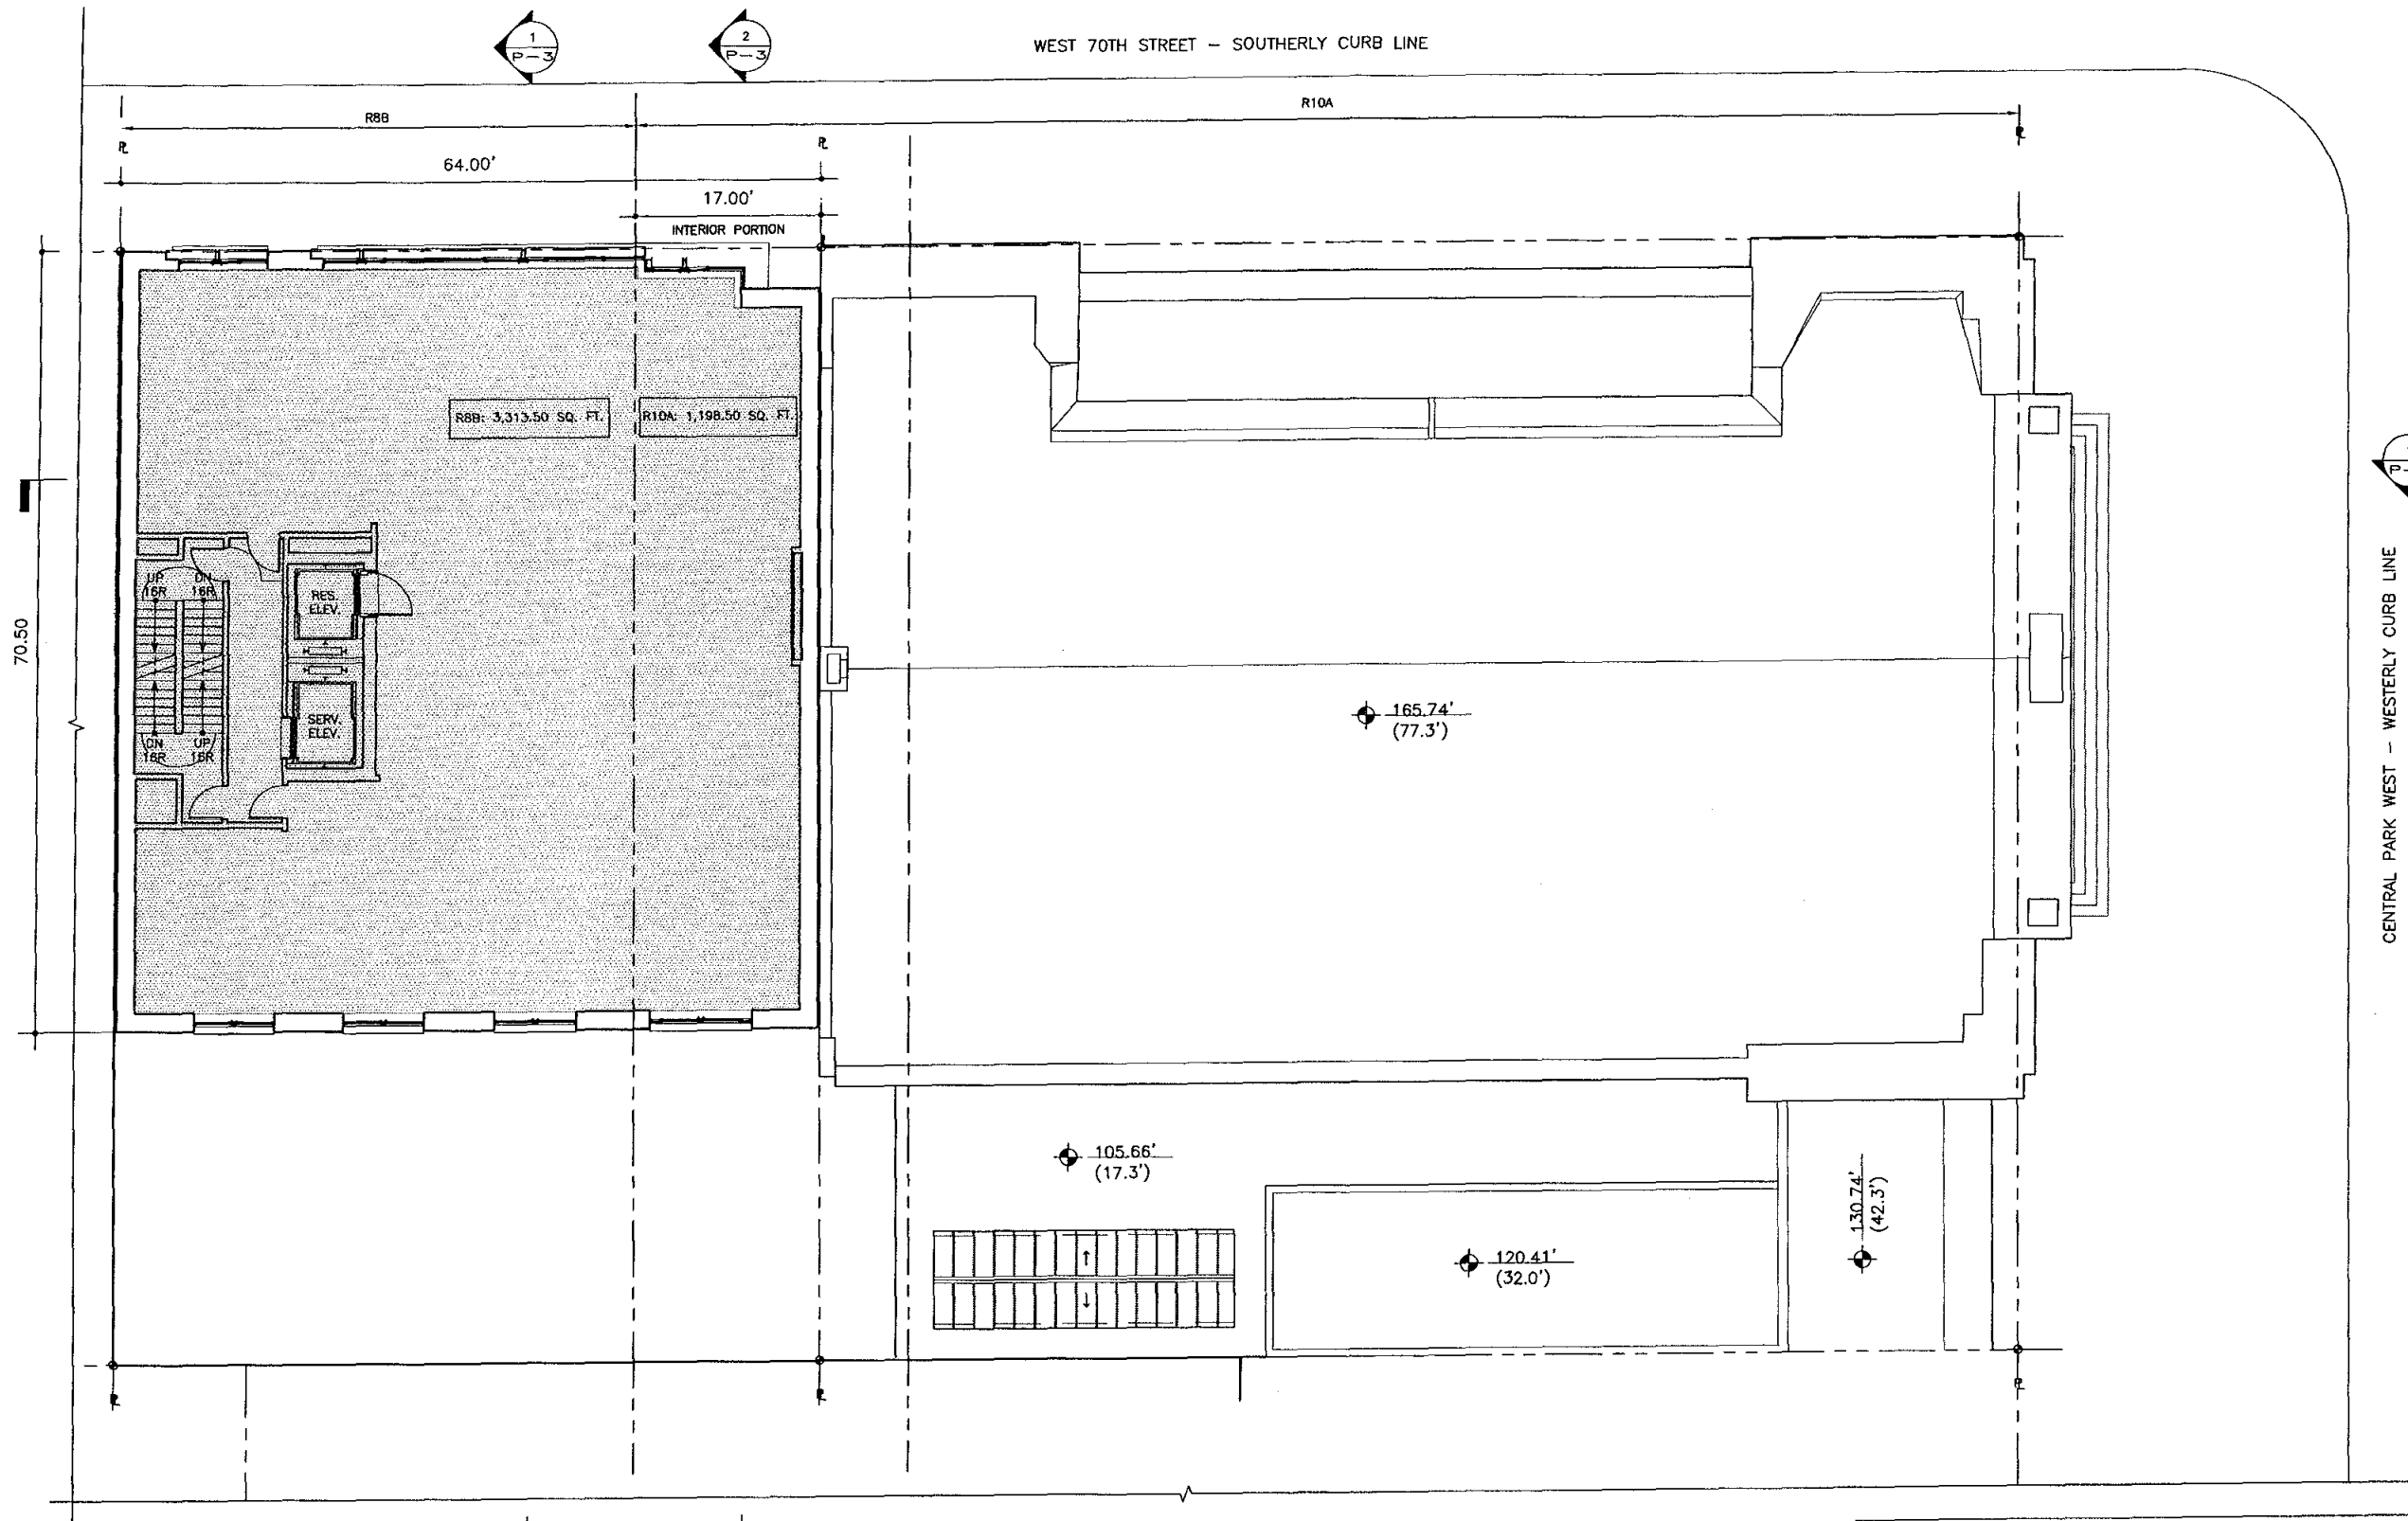 1
P-3
2
P-3
WEST 70TH STREET - SOUTHERLY CURB LINE
R8B
R10A
64.00'
17.00'
INTERIOR PORTION
R8B: 3,313.50 SQ. FT.
R10A: 1,198.50 SQ. FT.
70.50
UP
16R
DN
16R
RES.
ELEV.
SERV.
ELEV.
DN
16R
UP
16R
165.74'
(77.3')
105.66'
(17.3')
120.41'
(32.0')
130.74'
(42.3')
CENTRAL PARK WEST - WESTERLY CURB LINE